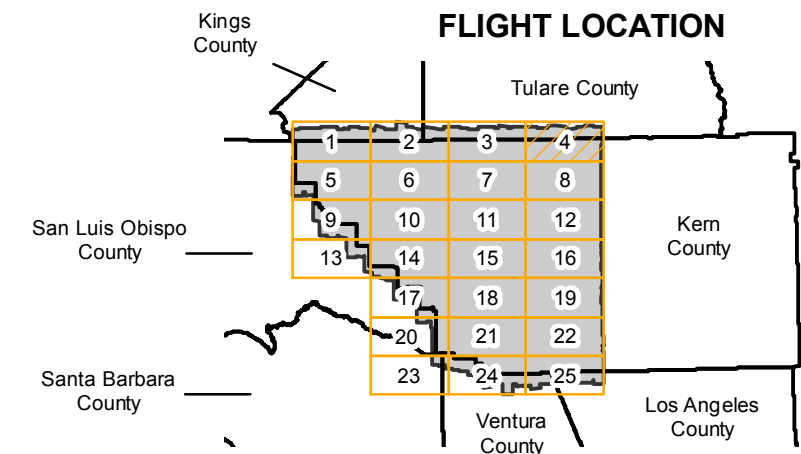 Kings
County
FLIGHT LOCATION
Tulare County
1 2 3 4
5 6 7 8
San Luis Obispo
County
9 10 11 12
Kern
County
13 14 15 16
17 18 19
20 21 22
Santa Barbara
County
23 24 25
Ventura
County
Los Angeles
County